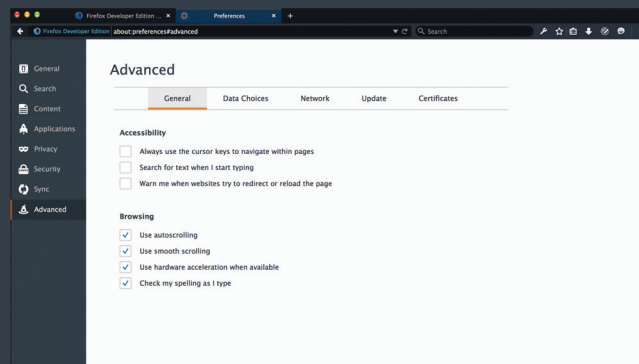 Firefox Developer Edition ... × Preferences × +
Firefox Developer Edition about:preferences#advanced Search
General
Search
Content
Applications
Privacy
Security
Sync
Advanced
Advanced
General Data Choices Network Update Certificates
Accessibility
Always use the cursor keys to navigate within pages
Search for text when I start typing
Warn me when websites try to redirect or reload the page
Browsing
Use autoscrolling
Use smooth scrolling
Use hardware acceleration when available
Check my spelling as I type